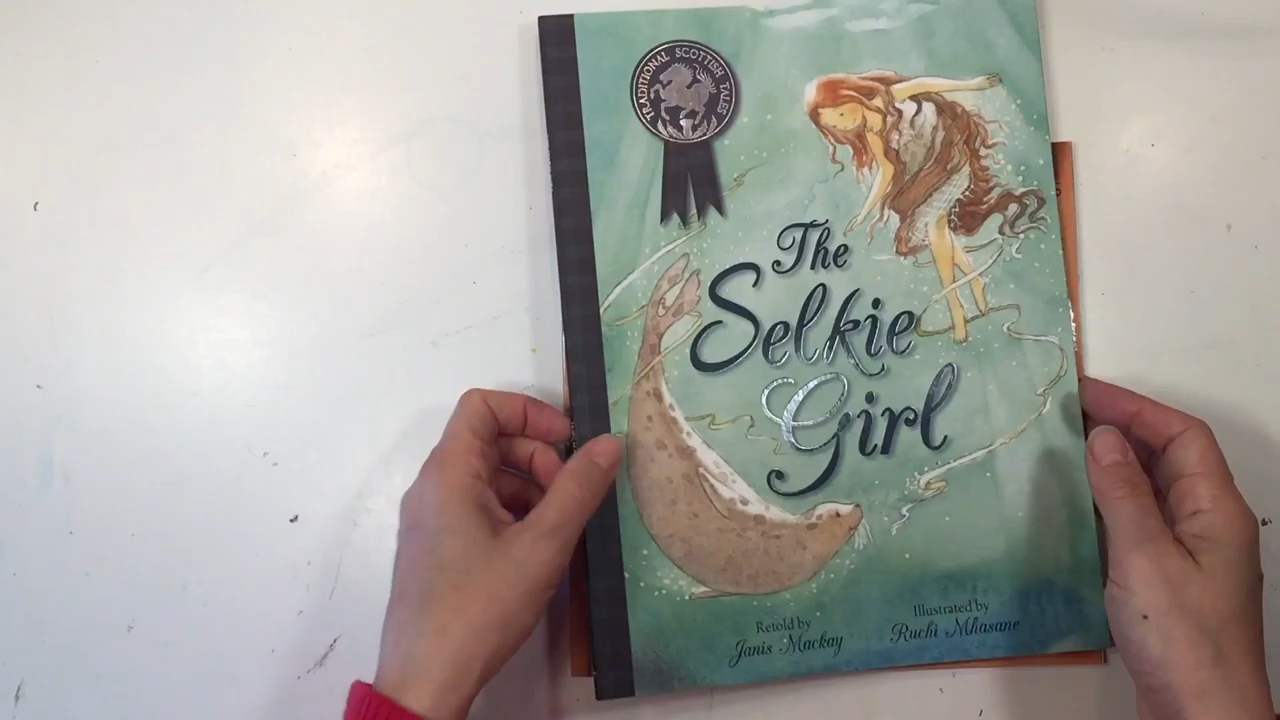 TRADITIONAL SCOTTISH TALES
The
Selkie
Girl
Retold by
Janis Mackay
Illustrated by
Ruchi Mhasane